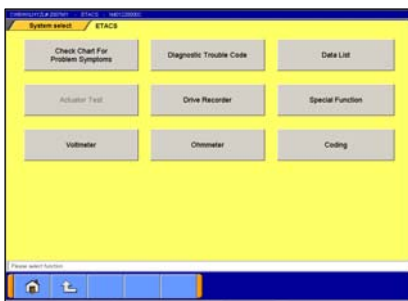 System select ETACS
Check Chart For
Problem Symptoms
Diagnostic Trouble Code
Data List
Actuator Test
Drive Recorder
Special Function
Voltmeter
Ohmmeter
Coding
Please select function